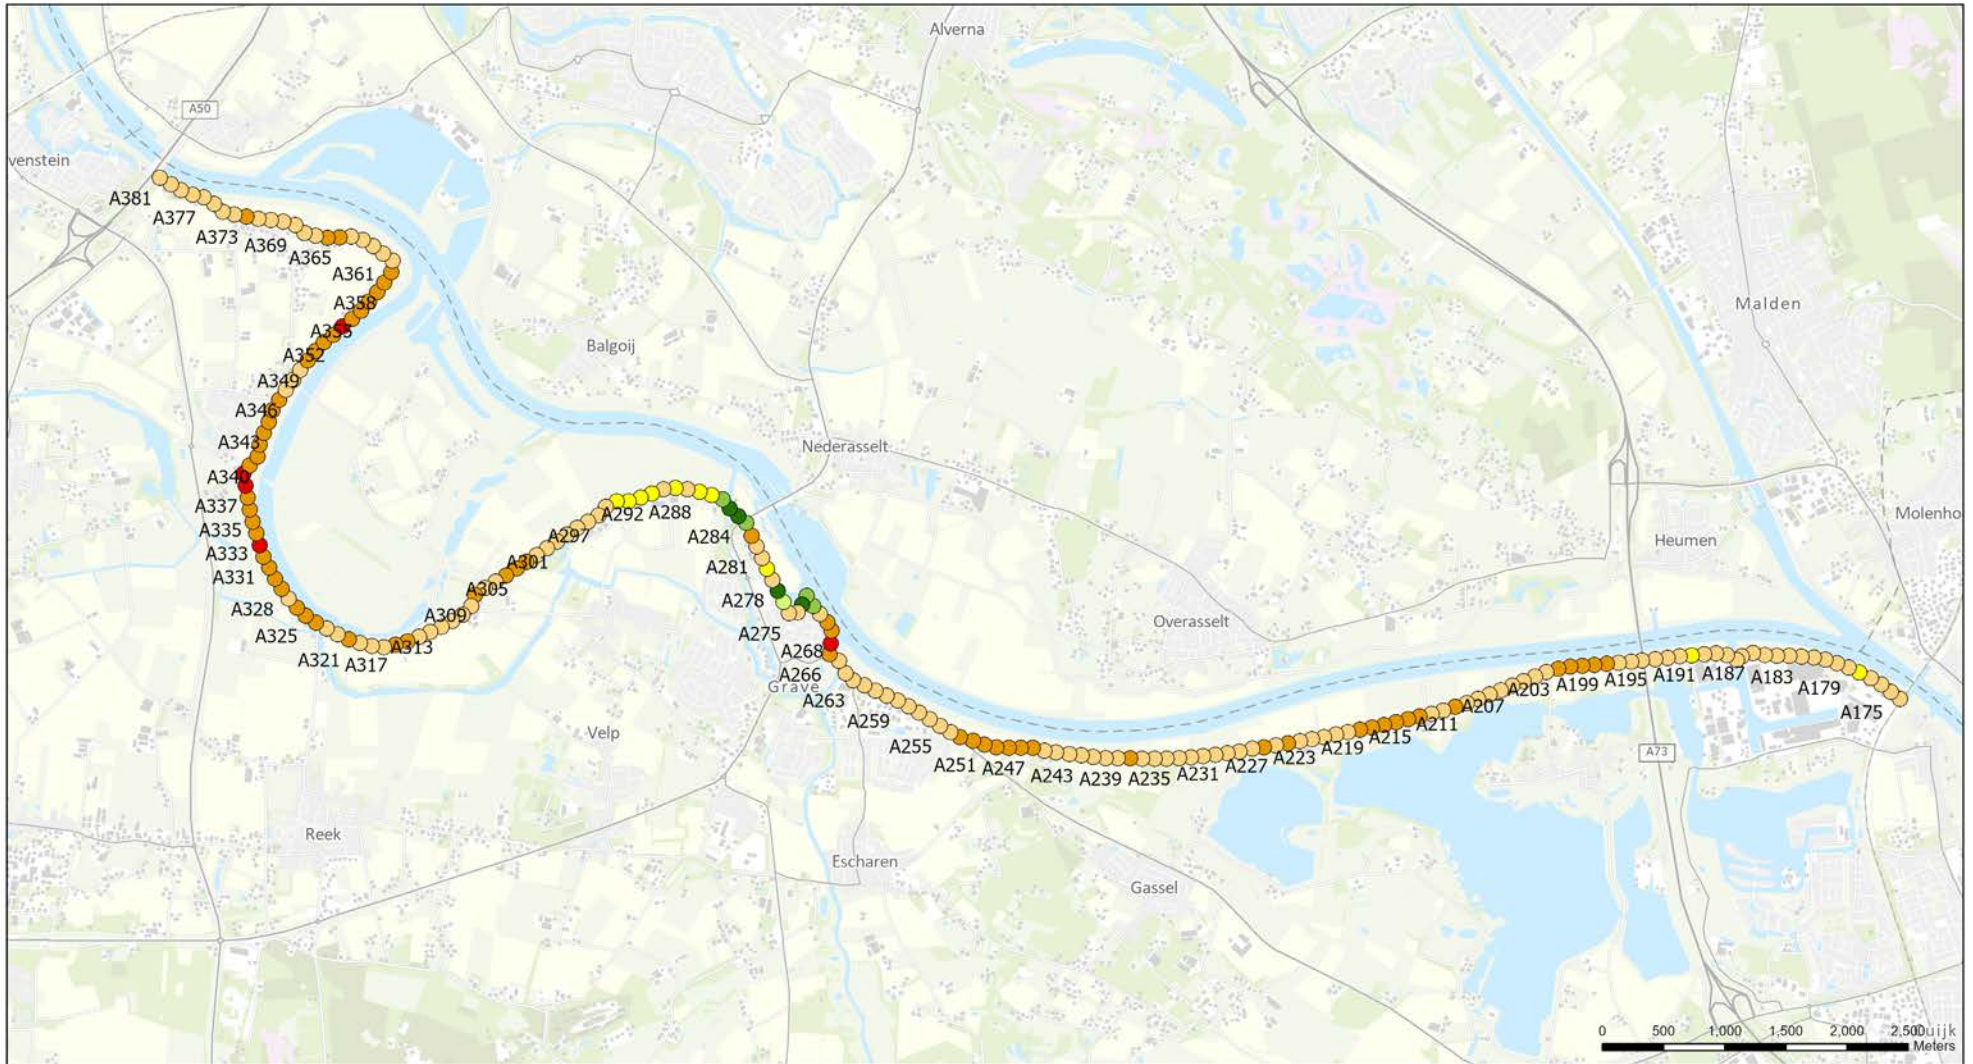 Alverna
A50
venstein
A381
A377
A373
A369
A365
A361
A358
A355
A352
A349
A346
A343
A340
A337
A335
A333
A331
A328
A325
A321
A317
A313
A309
A305
A301
A297
A292
A288
A284
A281
A278
A275
A268
A266
A263
A259
A255
A251
A247
A243
A239
A235
A231
A227
A223
A219
A215
A211
A207
A203
A199
A195
A191
A187
A183
A179
A175
Balgoij
Nederasselt
Malden
Molenho
Heumen
Overasselt
Grave
Velp
A73
Reek
Escharen
Gassel
0 500 1,000 1,500 2,000 2,500
uijk
Meters